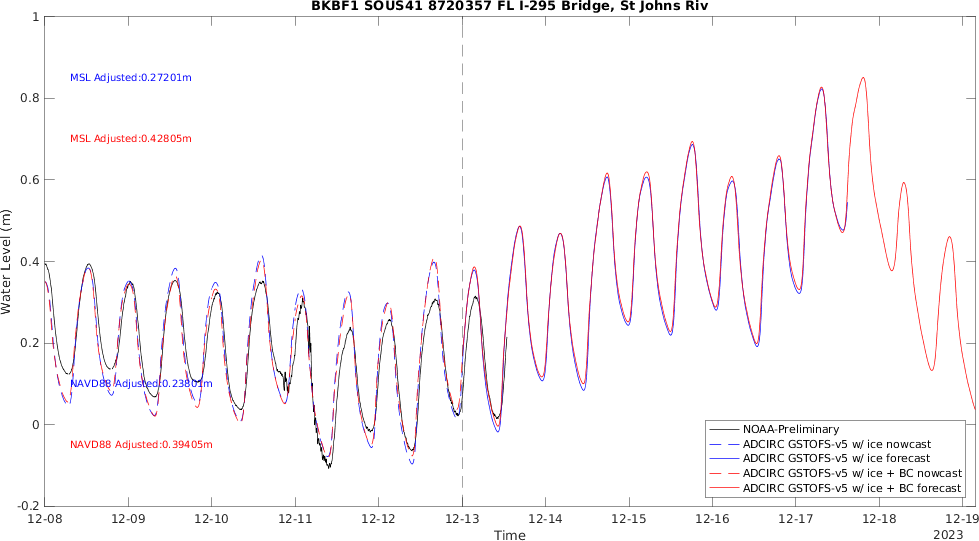 BKBF1 SOUS41 8720357 FL I-295 Bridge, St Johns Riv
1
0.8
0.6
0.4
0.2
0
-0.2
Water Level (m)
MSL Adjusted:0.27201m
MSL Adjusted:0.42805m
NAVD88 Adjusted:0.23801m
NAVD88 Adjusted:0.39405m
NOAA-Preliminary
ADCIRC GSTOFS-v5 w/ ice nowcast
ADCIRC GSTOFS-v5 w/ ice forecast
ADCIRC GSTOFS-v5 w/ ice + BC nowcast
ADCIRC GSTOFS-v5 w/ ice + BC forecast
12-08 12-09 12-10 12-11 12-12 12-13 12-14 12-15 12-16 12-17 12-18 12-19
Time
2023